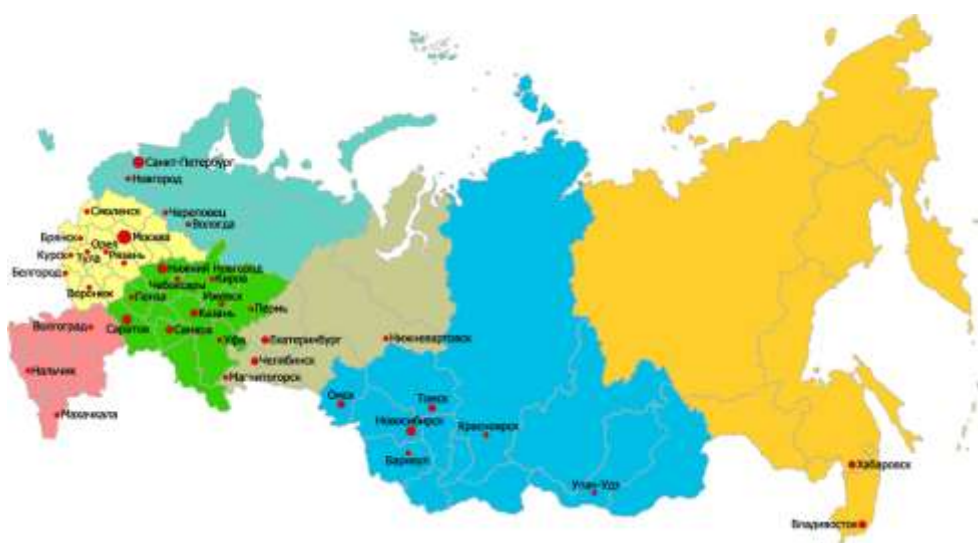 Санкт-Петербург
Новгород
Смоленск
Череповец
Вологда
Брянск
Орел
Москва
Курск
Тула
Рязань
Белгород
Нижний Новгород
Чебоксары
Киров
Воронеж
Пенза
Ижевск
Казань
Пермь
Волгоград
Саратов
Самара
Уфа
Екатеринбург
Нижневартовск
Нальчик
Челябинск
Магнитогорск
Махачкала
Омск
Томск
Новосибирск
Красноярск
Барнаул
Улан-Удэ
Хабаровск
Владивосток